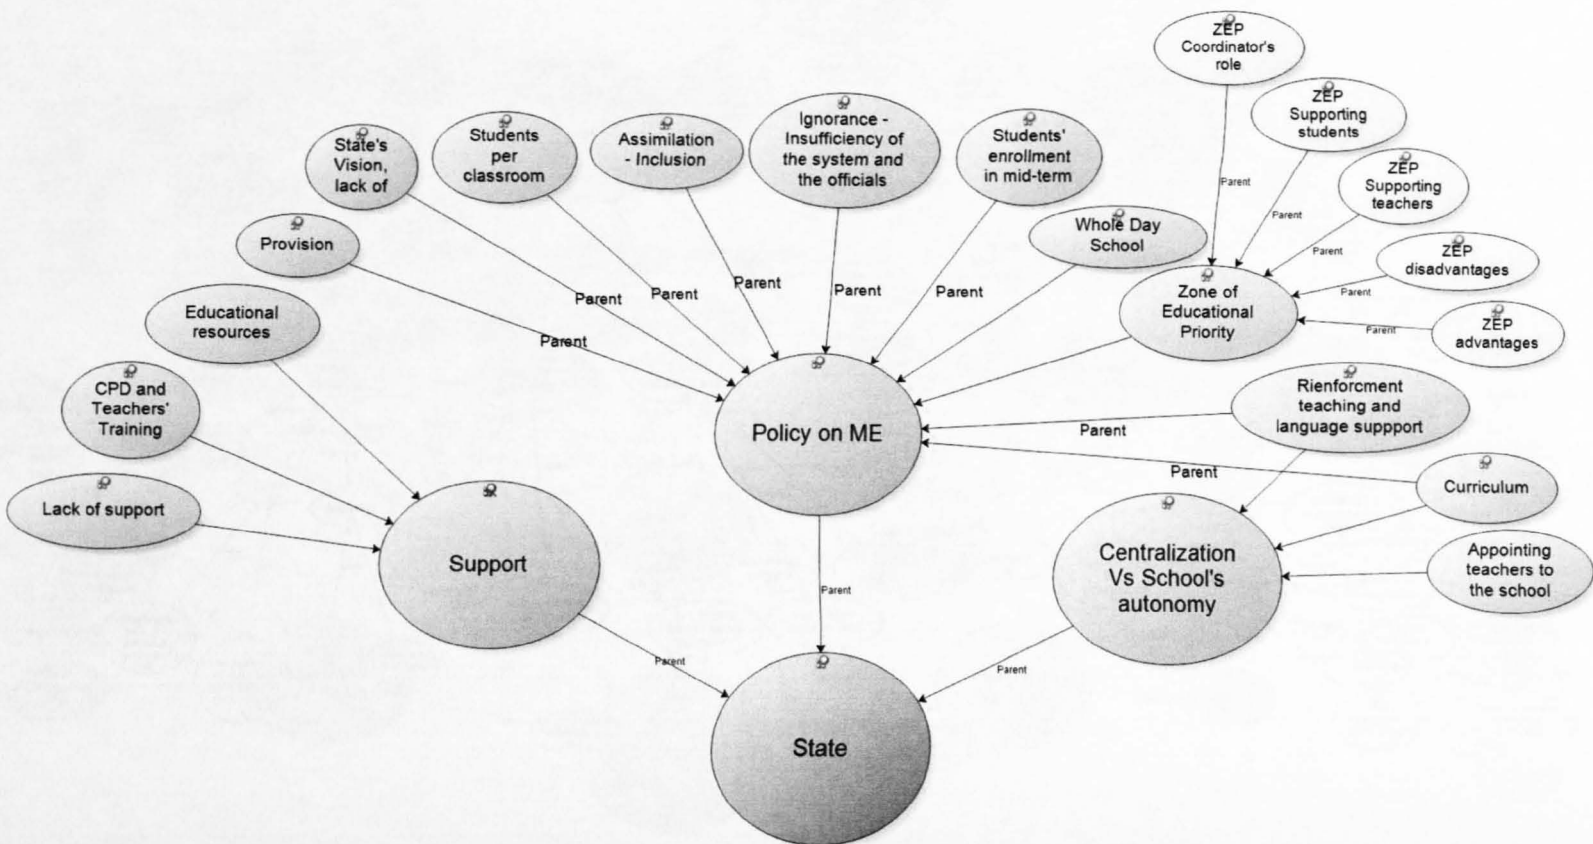 ZEP
Coordinator's
role
ZEP
Supporting
students
ZEP
Supporting
teachers
ZEP
disadvantages
ZEP
advantages
State's
Vision,
lack of
Students
per
classroom
Assimilation
- Inclusion
Ignorance -
Insufficiency of
the system and
the officials
Students'
enrollment
in mid-term
Whole Day
School
Provision
Educational
resources
CPD and
Teachers'
Training
Lack of support
Zone of
Educational
Priority
Rienforcment
teaching and
language suppport
Curriculum
Appointing
teachers to
the school
Parent
Parent
Parent
Parent
Parent
Parent
Parent
Parent
Parent
Parent
Parent
Parent
Parent
Policy on ME
Support
Centralization
Vs School's
autonomy
Parent
Parent
Parent
State